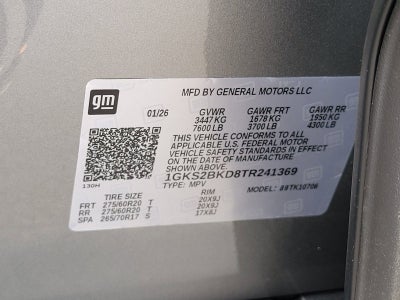 gm
MFD BY GENERAL MOTORS LLC
01/26 GVWR GAWR FRT GAWR RR
3447 KG 1678 KG 1950 KG
7600 LB 3700 LB 4300 LB
THIS VEHICLE CONFORMS TO ALL
APPLICABLE U.S. FEDERAL MOTOR
VEHICLE SAFETY STANDARDS IN EFFECT
ON THE DATE OF MANUFACTURE
SHOWN ABOVE.
1GKS2BKD8TR241369
130H TYPE: MPV MODEL: 89TK10706
TIRE SIZE RIM
FRT 275/60R20 T 20X9J
RR 275/60R20 T 20X9J
SPA 265/70R17 S 17X8J